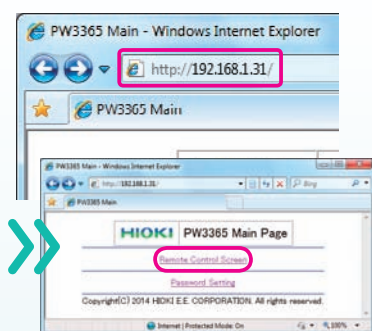 PW3365 Main - Windows Internet Explorer
http://192.168.1.31/
PW3365 Main
PW3365 Main - Windows Internet Explorer
http://192.168.1.31/
Bing
PW3365 Main
HIOKI PW3365 Main Page
Remote Control Screen
Password Setting
Copyright(C) 2014 HIOKI E.E. CORPORATION. All rights reserved.
Internet | Protected Mode: On 100%